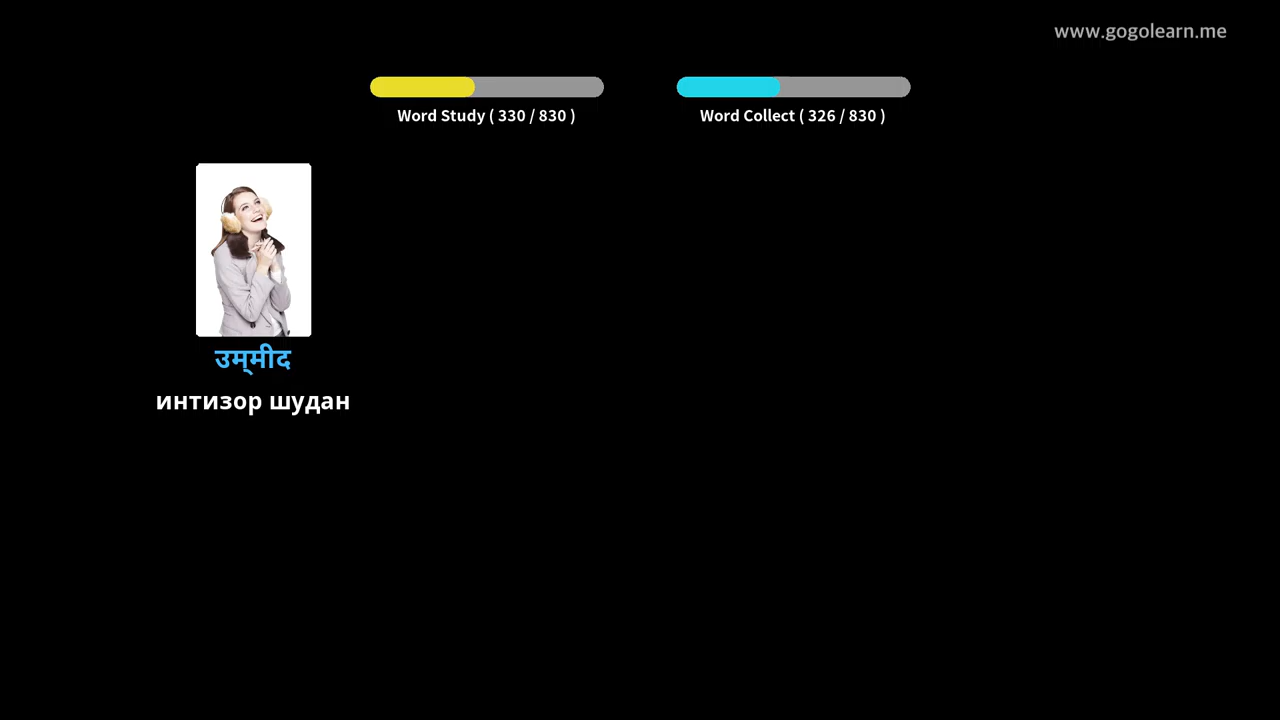 www.gogolearn.me
Word Study ( 330 / 830 )
Word Collect ( 326 / 830 )
उम्‌मीद
интизор шудан